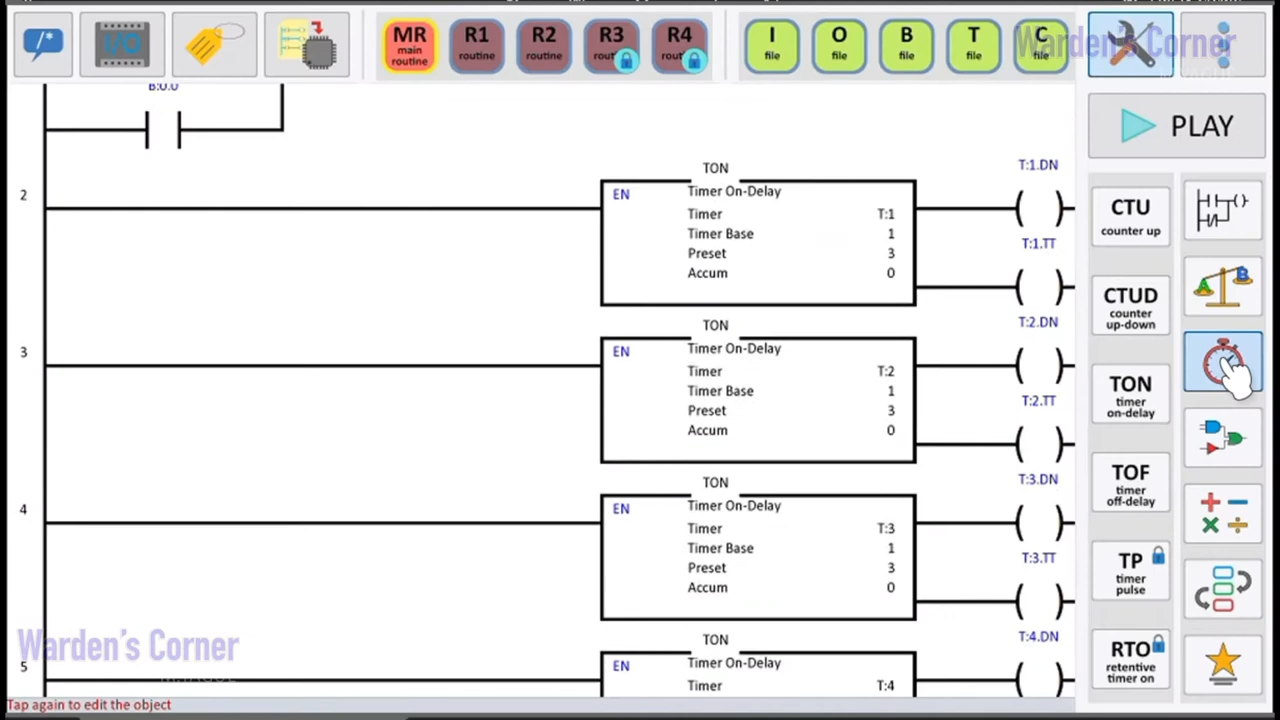 /*
I/O
MR
main
routine
R1
routine
R2
routine
R3
routine
R4
routine
I
file
O
file
B
file
T
file
C
file
Warden's Corner
PLAY
B:0.0
2
TON
EN
Timer On-Delay
Timer T:1
Timer Base 1
Preset 3
Accum 0
T:1.DN
T:1.TT
3
TON
EN
Timer On-Delay
Timer T:2
Timer Base 1
Preset 3
Accum 0
T:2.DN
T:2.TT
4
TON
EN
Timer On-Delay
Timer T:3
Timer Base 1
Preset 3
Accum 0
T:3.DN
T:3.TT
5
TON
EN
Timer On-Delay
Timer T:4
T:4.DN
CTU
counter up
CTUD
counter
up-down
TON
timer
on-delay
TOF
timer
off-delay
TP
timer
pulse
RTO
retentive
timer on
A
B
Warden's Corner
Tap again to edit the object